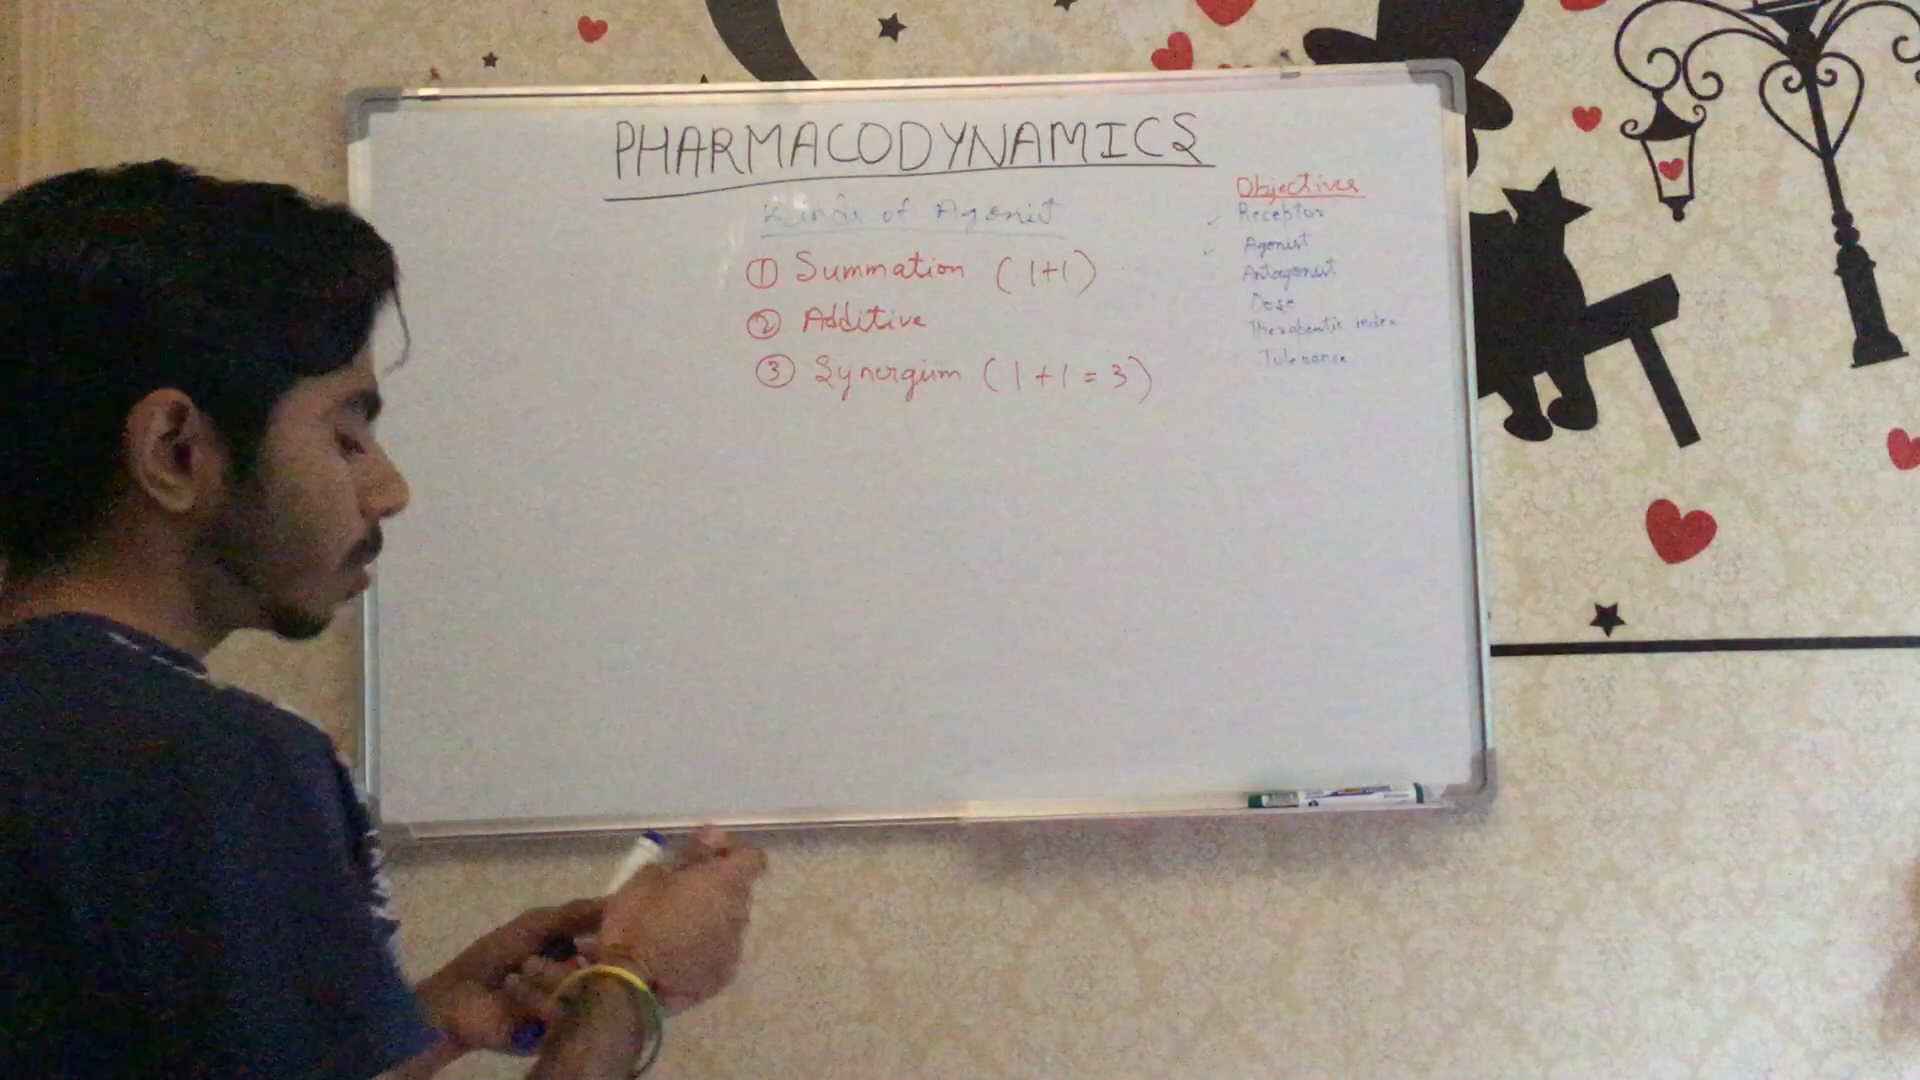 PHARMACODYNAMICS
Kinds of Agonist
① Summation (1+1)
② Additive
③ Synergism (1+1=3)
Objectives
Receptor
Agonist
Antagonist
Dose
Therapeutic index
Tolerance